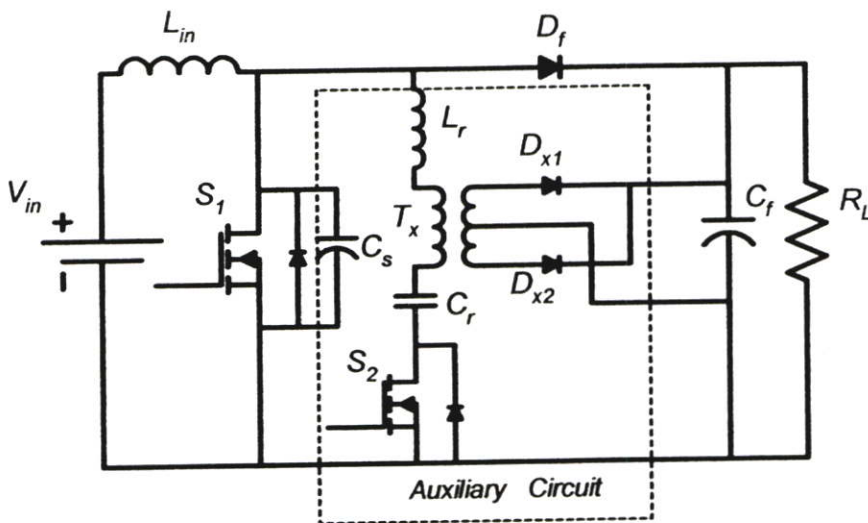 L_in
D_f
L_r
D_x1
V_in
+
S_1
T_x
C_f
R_L
C_s
D_x2
C_r
S_2
Auxiliary Circuit